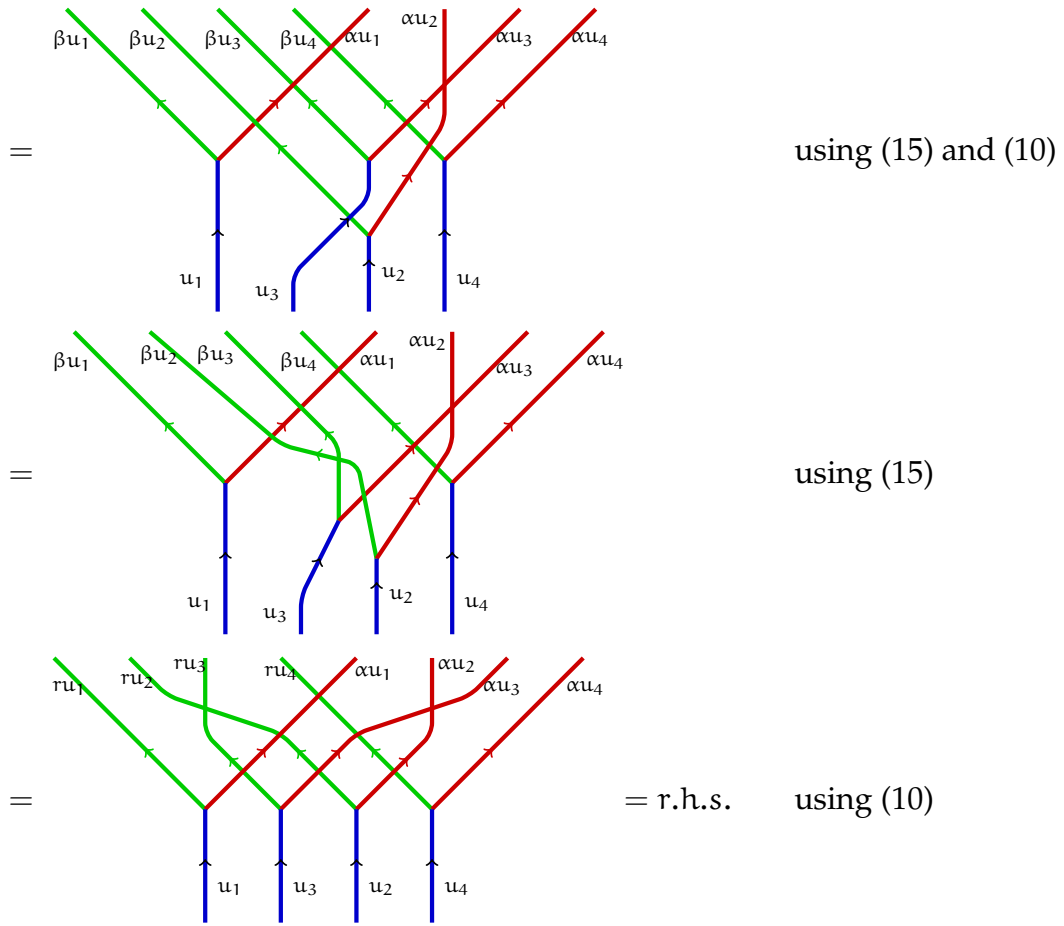 βu₁ βu₂ βu₃ βu₄ αu₁ αu₂ αu₃ αu₄
= using (15) and (10)
u₁ u₃ u₂ u₄
βu₁ βu₂ βu₃ βu₄ αu₁ αu₂ αu₃ αu₄
= using (15)
u₁ u₃ u₂ u₄
ru₁ ru₂ ru₃ ru₄ αu₁ αu₂ αu₃ αu₄
= = r.h.s. using (10)
u₁ u₃ u₂ u₄